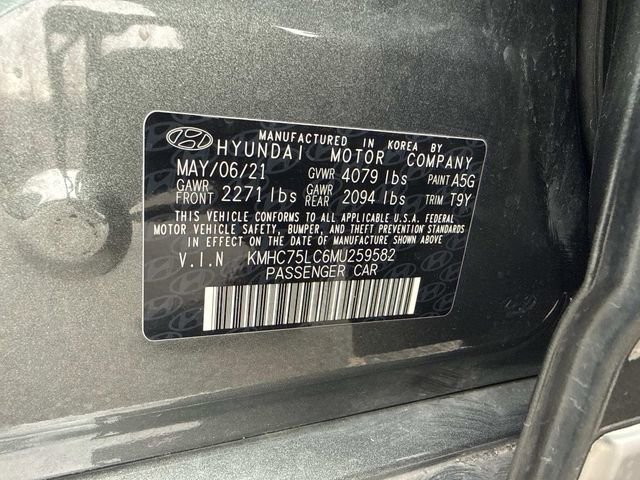 MANUFACTURED IN KOREA BY
HYUNDAI MOTOR COMPANY
MAY/06/21 GVWR 4079 lbs PAINT A5G
GAWR FRONT 2271 lbs GAWR REAR 2094 lbs TRIM T9Y
THIS VEHICLE CONFORMS TO ALL APPLICABLE U.S.A. FEDERAL
MOTOR VEHICLE SAFETY, BUMPER, AND THEFT PREVENTION STANDARDS
IN EFFECT ON THE DATE OF MANUFACTURE SHOWN ABOVE.
V.I.N KMHC75LC6MU259582
PASSENGER CAR